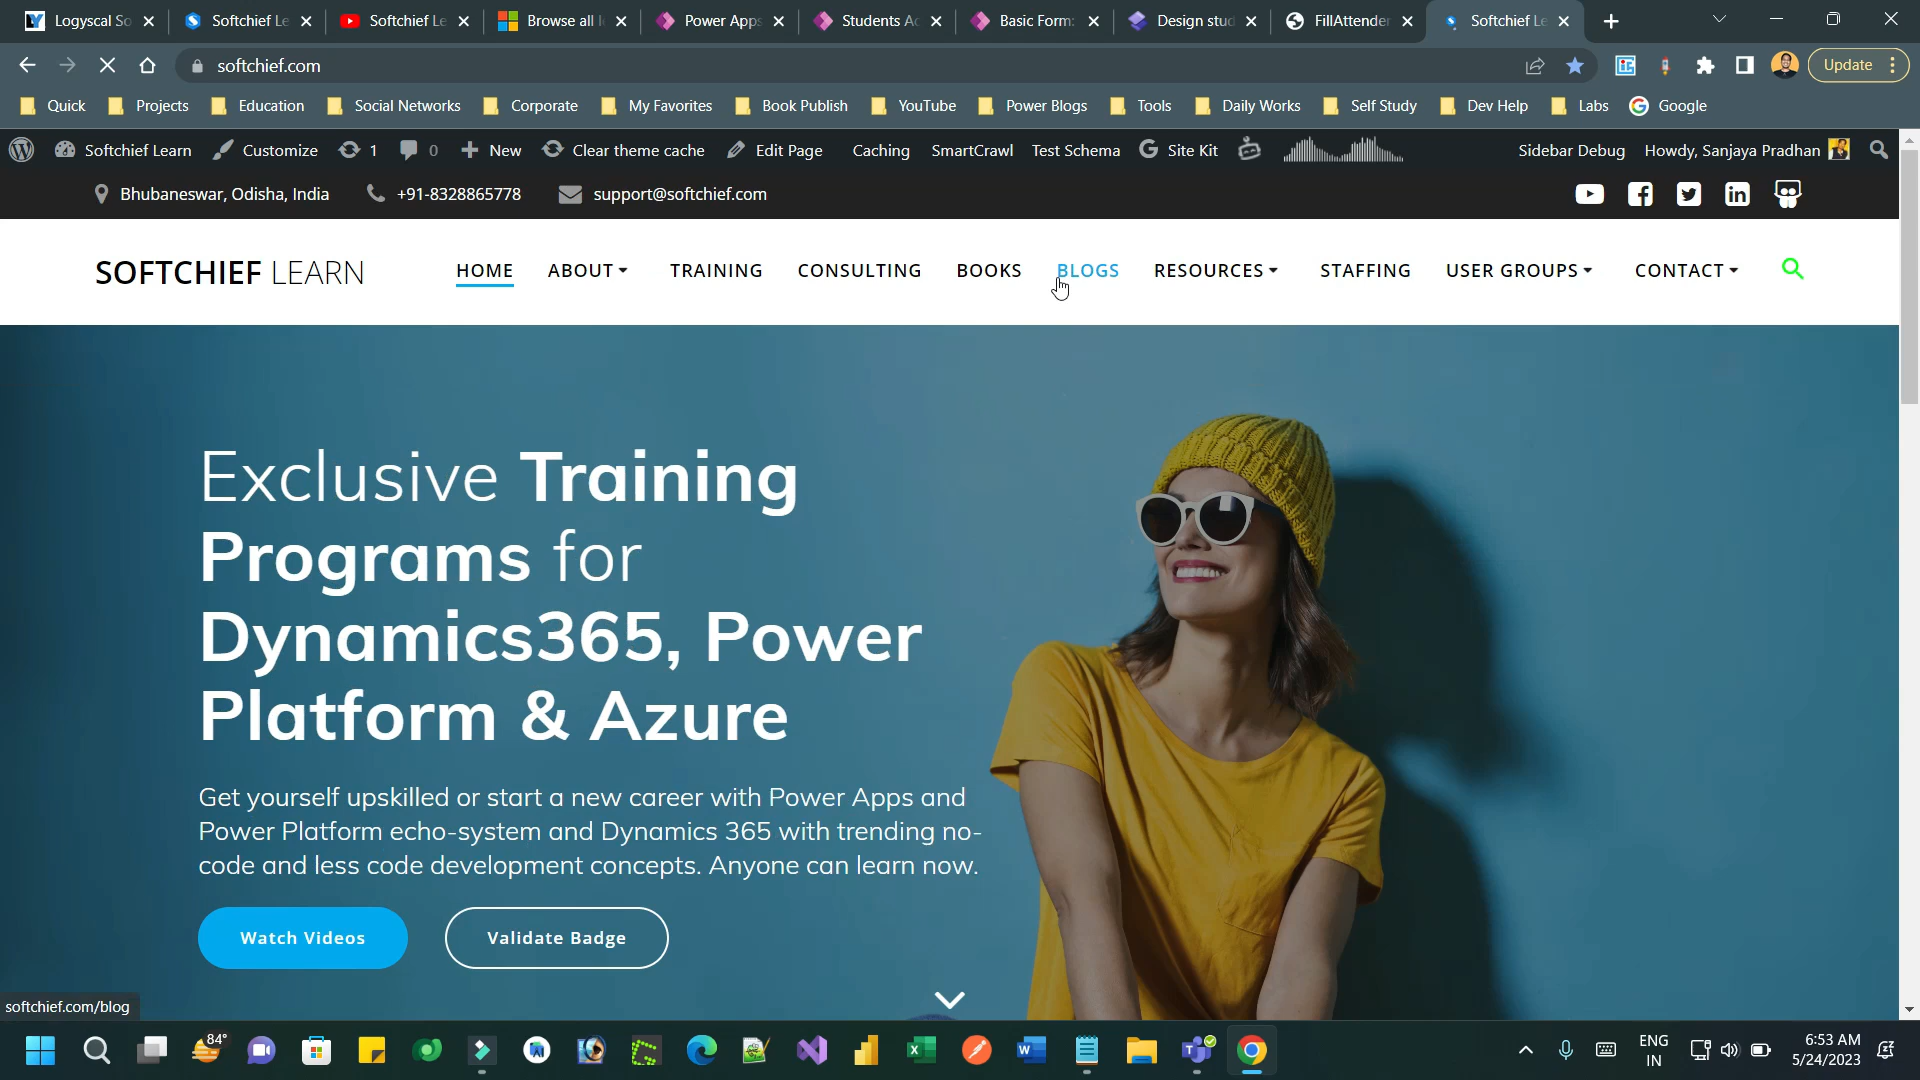 Logyscal So
Softchief Le
Softchief Le
Browse all
Power Apps
Students Ac
Basic Form:
Design stud
FillAttender
Softchief Le
softchief.com
Update
Quick
Projects
Education
Social Networks
Corporate
My Favorites
Book Publish
YouTube
Power Blogs
Tools
Daily Works
Self Study
Dev Help
Labs
Google
Softchief Learn
Customize
1
0
New
Clear theme cache
Edit Page
Caching
SmartCrawl
Test Schema
Site Kit
Sidebar Debug
Howdy, Sanjaya Pradhan
Bhubaneswar, Odisha, India
+91-8328865778
support@softchief.com
SOFTCHIEF LEARN
HOME
ABOUT
TRAINING
CONSULTING
BOOKS
BLOGS
RESOURCES
STAFFING
USER GROUPS
CONTACT
Exclusive Training
Programs for
Dynamics365, Power
Platform & Azure
Get yourself upskilled or start a new career with Power Apps and
Power Platform echo-system and Dynamics 365 with trending no-
code and less code development concepts. Anyone can learn now.
Watch Videos
Validate Badge
softchief.com/blog
84°
ENG
IN
6:53 AM
5/24/2023